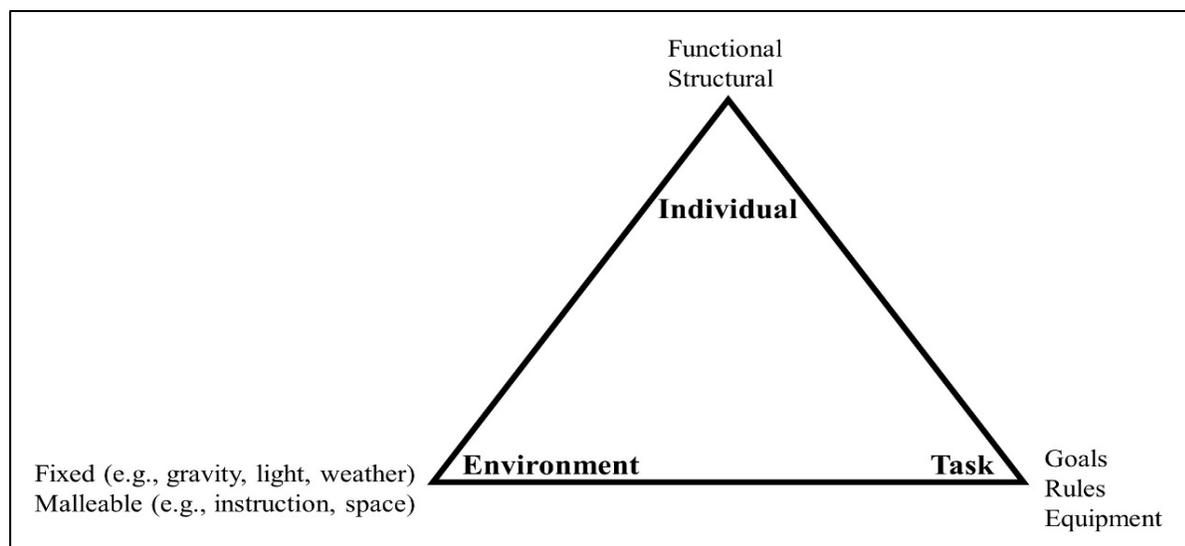 Functional
Structural
Individual
Environment
Task
Fixed (e.g., gravity, light, weather)
Malleable (e.g., instruction, space)
Goals
Rules
Equipment